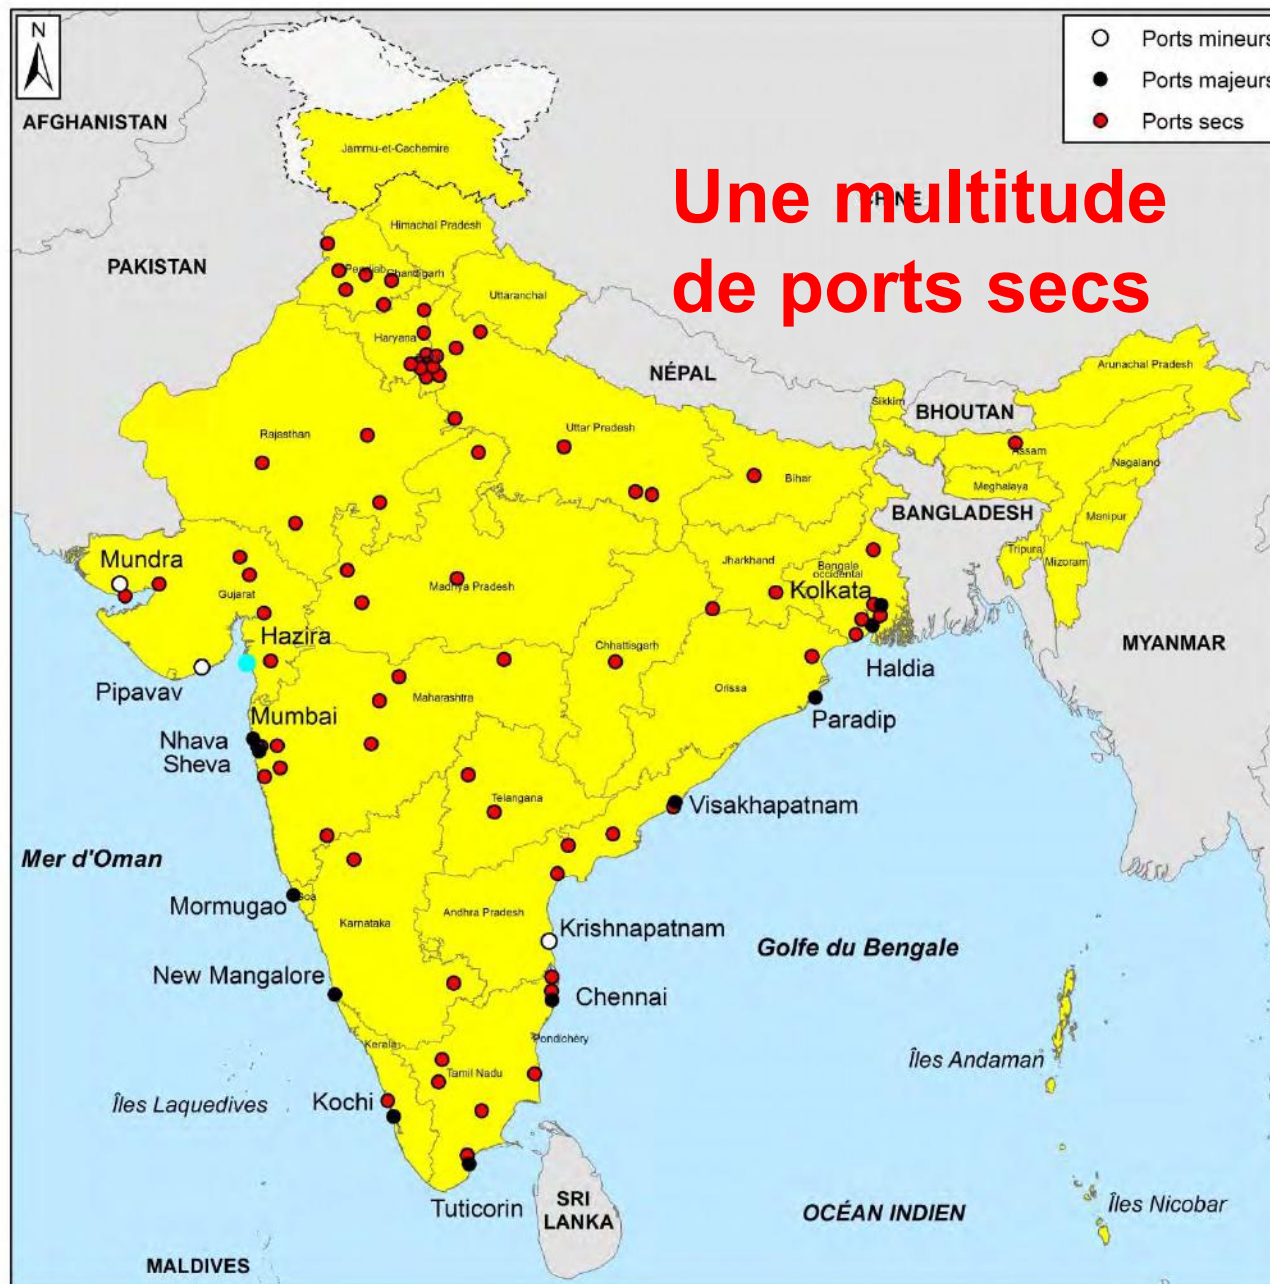 N
Ports mineurs
Ports majeurs
Ports secs
AFGHANISTAN
Jammu-et-Cachemire
Une multitude
CHINE
de ports secs
Himachal Pradesh
PAKISTAN
Pendjab
Chandigarh
Uttaranchal
Haryana
NÉPAL
Arunachal Pradesh
Sikkim
BHOUTAN
Rajasthan
Uttar Pradesh
Assam
Nagaland
Bihar
Meghalaya
BANGLADESH
Manipur
Mundra
Jharkhand
Tripura
Mizoram
Bengale
occidental
Madhya Pradesh
Gujarat
Kolkata
Hazira
Chhattisgarh
MYANMAR
Haldia
Pipavav
Maharashtra
Orissa
Mumbai
Paradip
Nhava
Sheva
Telangana
Visakhapatnam
Mer d'Oman
Mormugao
Goa
Karnataka
Andhra Pradesh
Krishnapatnam
Golfe du Bengale
New Mangalore
Chennai
Pondichéry
Kerala
Îles Andaman
Tamil Nadu
Îles Laquedives
Kochi
Tuticorin
SRI
LANKA
OCÉAN INDIEN
Îles Nicobar
MALDIVES